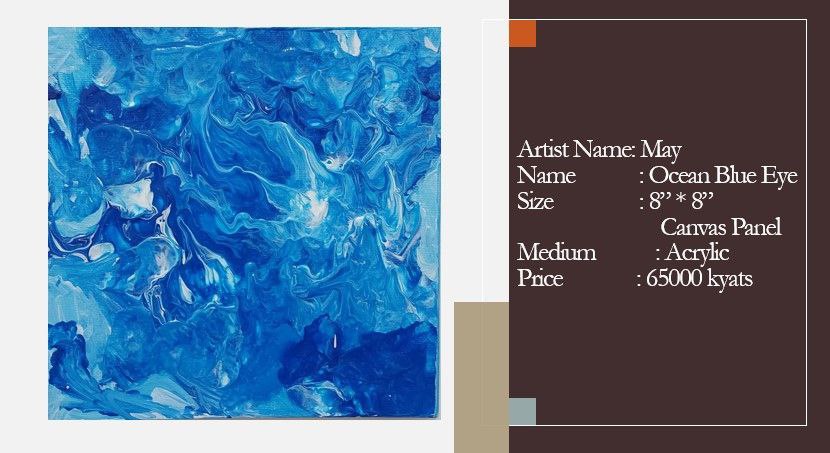 Artist Name: May
Name : Ocean Blue Eye
Size : 8” * 8”
Canvas Panel
Medium : Acrylic
Price : 65000 kyats